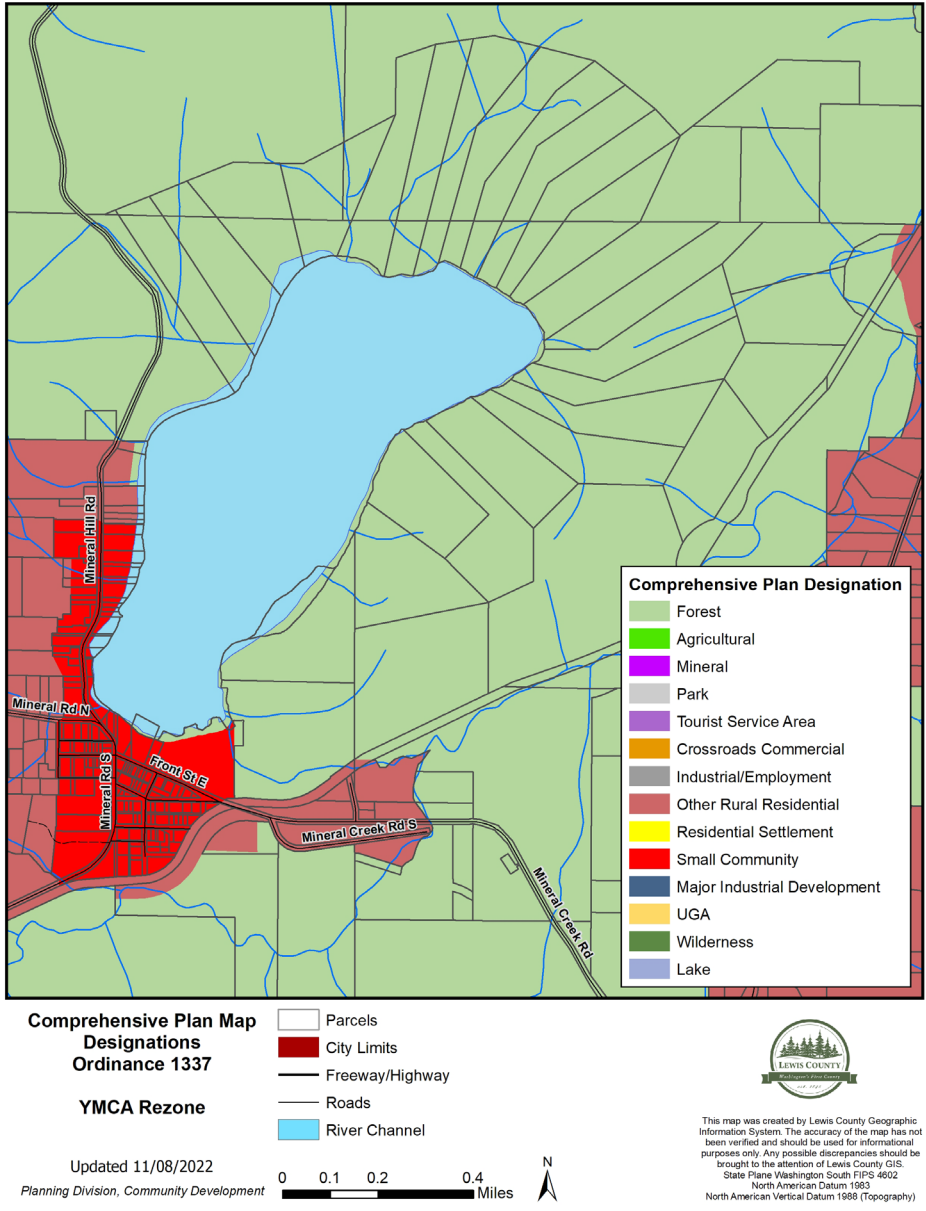 Mineral Hill Rd
Mineral Rd N
Mineral Rd S
Front St E
Mineral Creek Rd S
Mineral Creek Rd
Comprehensive Plan Designation
Forest
Agricultural
Mineral
Park
Tourist Service Area
Crossroads Commercial
Industrial/Employment
Other Rural Residential
Residential Settlement
Small Community
Major Industrial Development
UGA
Wilderness
Lake
Comprehensive Plan Map
Designations
Ordinance 1337
YMCA Rezone
Updated 11/08/2022
Planning Division, Community Development
Parcels
City Limits
Freeway/Highway
Roads
River Channel
0 0.1 0.2 0.4
Miles
N
LEWIS COUNTY
Washington's First County
est. 1845
This map was created by Lewis County Geographic
Information System. The accuracy of the map has not
been verified and should be used for informational
purposes only. Any possible discrepancies should be
brought to the attention of Lewis County GIS.
State Plane Washington South FIPS 4602
North American Datum 1983
North American Vertical Datum 1988 (Topography)